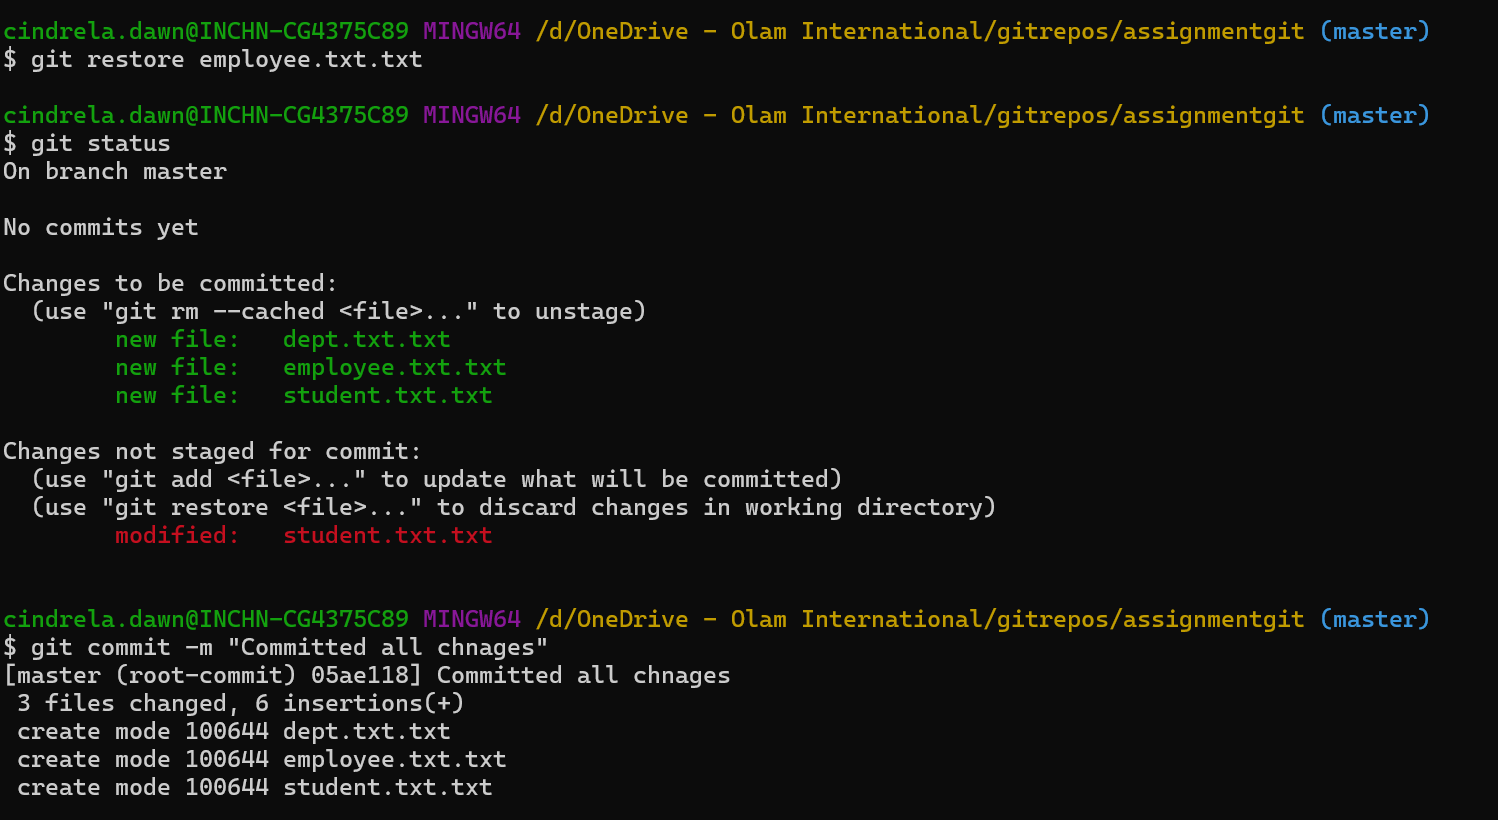 cindrela.dawn@INCHN-CG4375C89 MINGW64 /d/OneDrive - Olam International/gitrepos/assignmentgit (master)
$ git restore employee.txt.txt
cindrela.dawn@INCHN-CG4375C89 MINGW64 /d/OneDrive - Olam International/gitrepos/assignmentgit (master)
$ git status
On branch master
No commits yet
Changes to be committed:
  (use "git rm --cached <file>..." to unstage)
        new file:   dept.txt.txt
        new file:   employee.txt.txt
        new file:   student.txt.txt
Changes not staged for commit:
  (use "git add <file>..." to update what will be committed)
  (use "git restore <file>..." to discard changes in working directory)
        modified:   student.txt.txt
cindrela.dawn@INCHN-CG4375C89 MINGW64 /d/OneDrive - Olam International/gitrepos/assignmentgit (master)
$ git commit -m "Committed all chnages"
[master (root-commit) 05ae118] Committed all chnages
 3 files changed, 6 insertions(+)
 create mode 100644 dept.txt.txt
 create mode 100644 employee.txt.txt
 create mode 100644 student.txt.txt